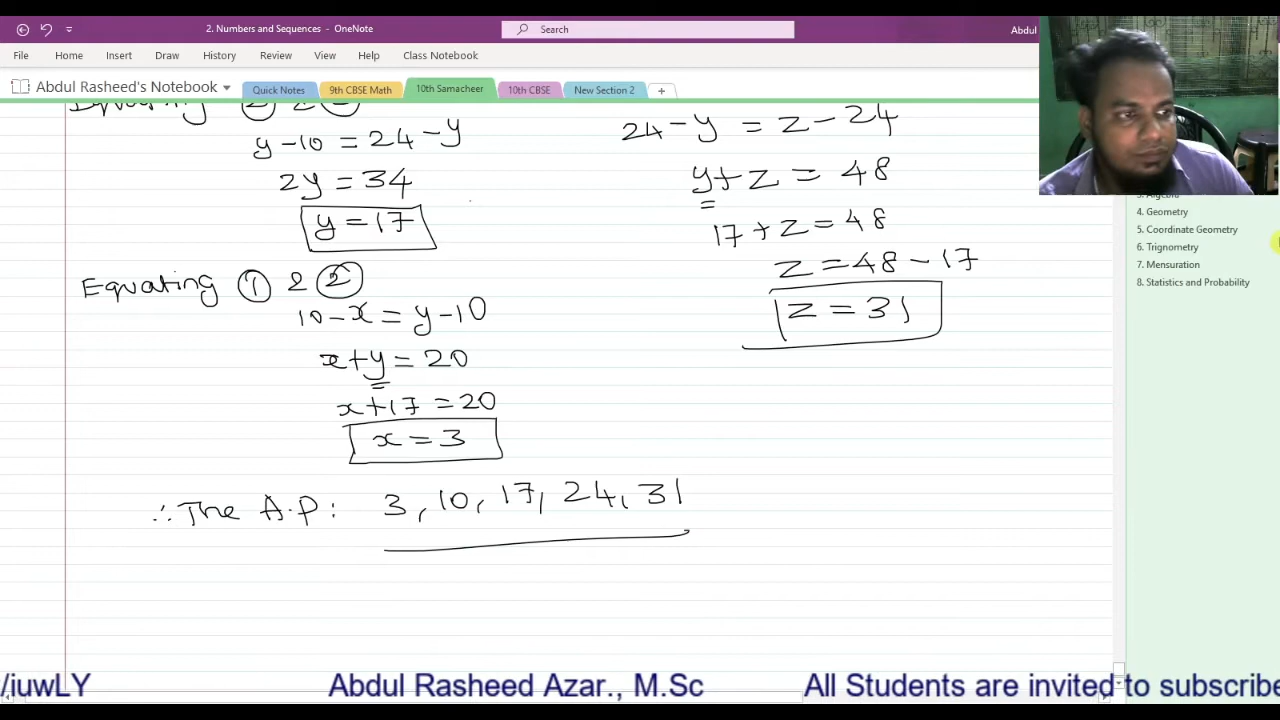 2. Numbers and Sequences - OneNote
Search
Abdul
File Home Insert Draw History Review View Help Class Notebook
Abdul Rasheed's Notebook
Quick Notes
9th CBSE Math
10th Samacheer
10th CBSE
New Section 2
y - 10 = 24 - y
2y = 34
y = 17
Equating ① & ②
10 - x = y - 10
x + y = 20
x + 17 = 20
x = 3
24 - y = z - 24
y + z = 48
17 + z = 48
z = 48 - 17
z = 31
∴ The A.P: 3, 10, 17, 24, 31
4. Geometry
5. Coordinate Geometry
6. Trignometry
7. Mensuration
8. Statistics and Probability
/iuwLY Abdul Rasheed Azar., M.Sc All Students are invited to subscribe